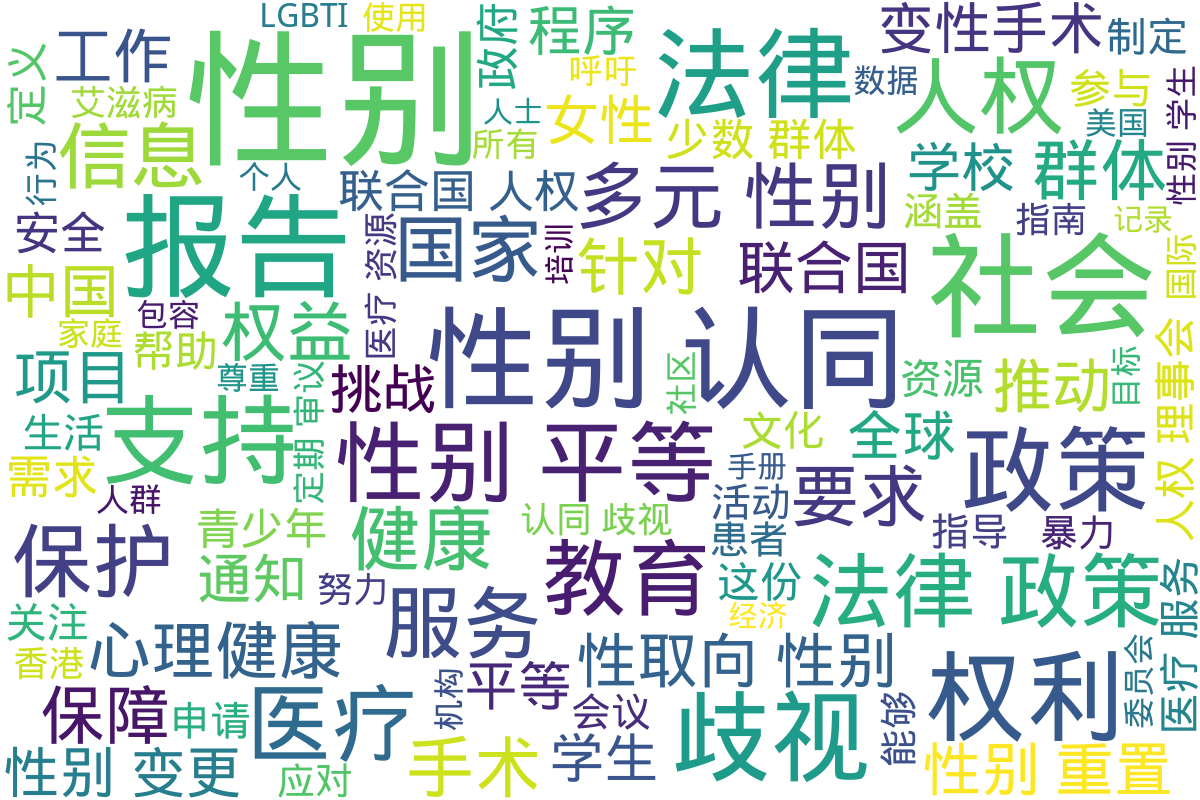 LGBTI
使用
政府
程序
变性手术
制定
定义
工作
性别
法律
呼吁
数据
人权
参与
艾滋病
人士
女性
美国
学生
信息
所有
少数 群体
行为
个人
联合国 人权
多元 性别
学校
群体
性别
安全
报告
资源
国家
培训
针对
联合国
涵盖
指南
记录
中国
包容
权益
医疗
社会
国际
家庭
帮助
性别 认同
项目
尊重
审议
挑战
社区
资源
推动
目标
人权 理事会
生活
支持
性别 平等
文化
全球
政策
需求
定期
手册
人群
活动
要求
保护
青少年
健康
认同 歧视
患者
指导
暴力
通知
努力
教育
这份
法律 政策
服务
关注
心理健康
服务
经济
香港
性取向 性别
权利
委员会
医疗
保障
申请
医疗
机构
平等
会议
歧视
能够
性别 变更
应对
手术
学生
性别 重置